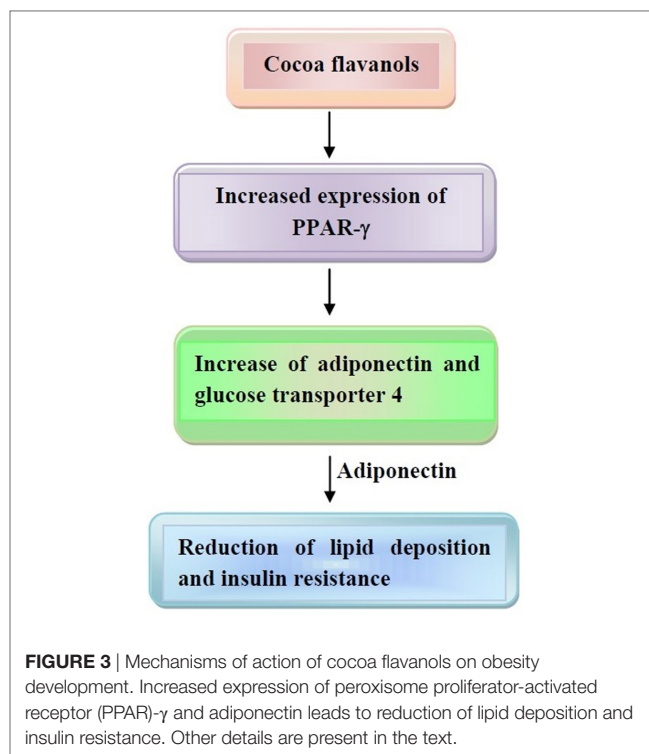 Cocoa flavanols
Increased expression of
PPAR-γ
Increase of adiponectin and
glucose transporter 4
Adiponectin
Reduction of lipid deposition
and insulin resistance
FIGURE 3 | Mechanisms of action of cocoa flavanols on obesity
development. Increased expression of peroxisome proliferator-activated
receptor (PPAR)-γ and adiponectin leads to reduction of lipid deposition and
insulin resistance. Other details are present in the text.